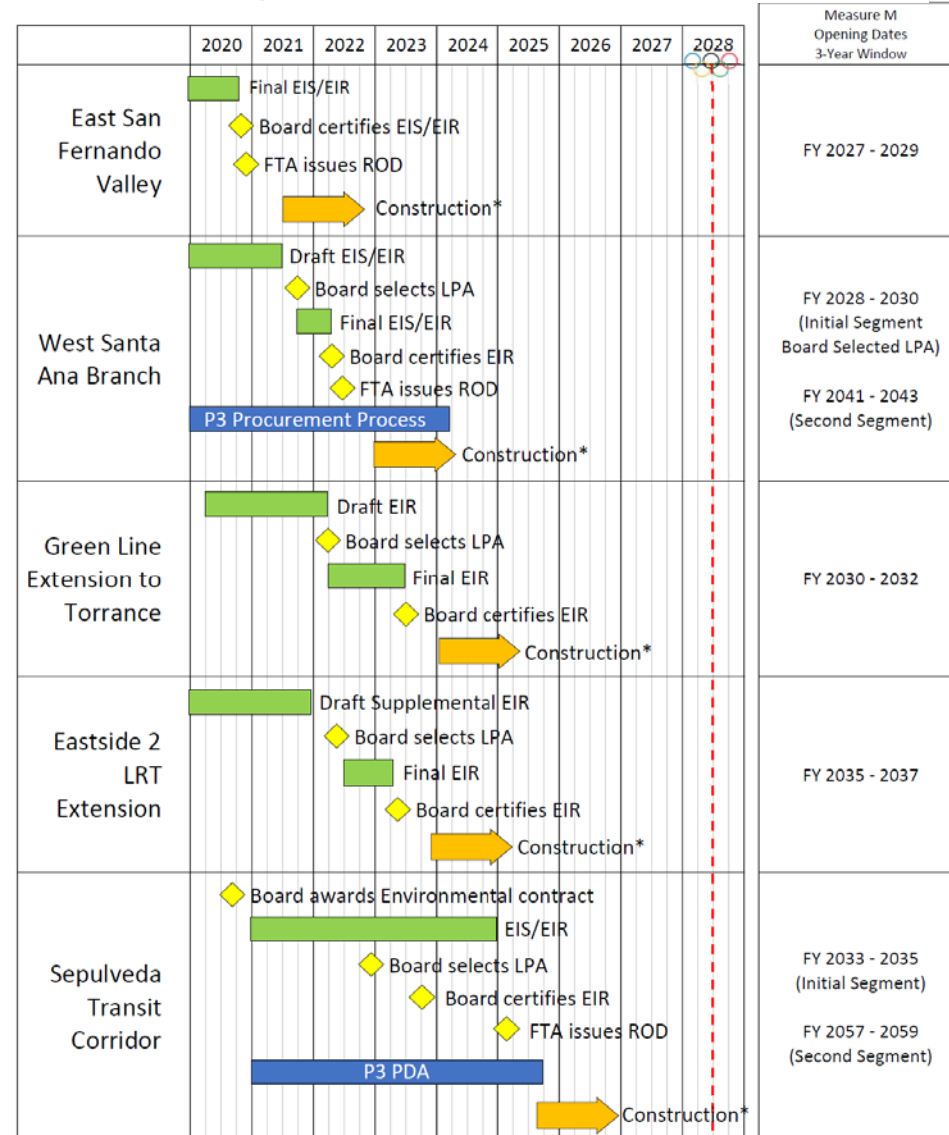 Measure M
Opening Dates
3-Year Window
2020 2021 2022 2023 2024 2025 2026 2027 2028
East San
Fernando
Valley
Final EIS/EIR
Board certifies EIS/EIR
FTA issues ROD
Construction*
FY 2027 - 2029
West Santa
Ana Branch
Draft EIS/EIR
Board selects LPA
Final EIS/EIR
Board certifies EIR
FTA issues ROD
P3 Procurement Process
Construction*
FY 2028 - 2030
(Initial Segment
Board Selected LPA)
FY 2041 - 2043
(Second Segment)
Green Line
Extension to
Torrance
Draft EIR
Board selects LPA
Final EIR
Board certifies EIR
Construction*
FY 2030 - 2032
Eastside 2
LRT
Extension
Draft Supplemental EIR
Board selects LPA
Final EIR
Board certifies EIR
Construction*
FY 2035 - 2037
Sepulveda
Transit
Corridor
Board awards Environmental contract
EIS/EIR
Board selects LPA
Board certifies EIR
FTA issues ROD
P3 PDA
Construction*
FY 2033 - 2035
(Initial Segment)
FY 2057 - 2059
(Second Segment)